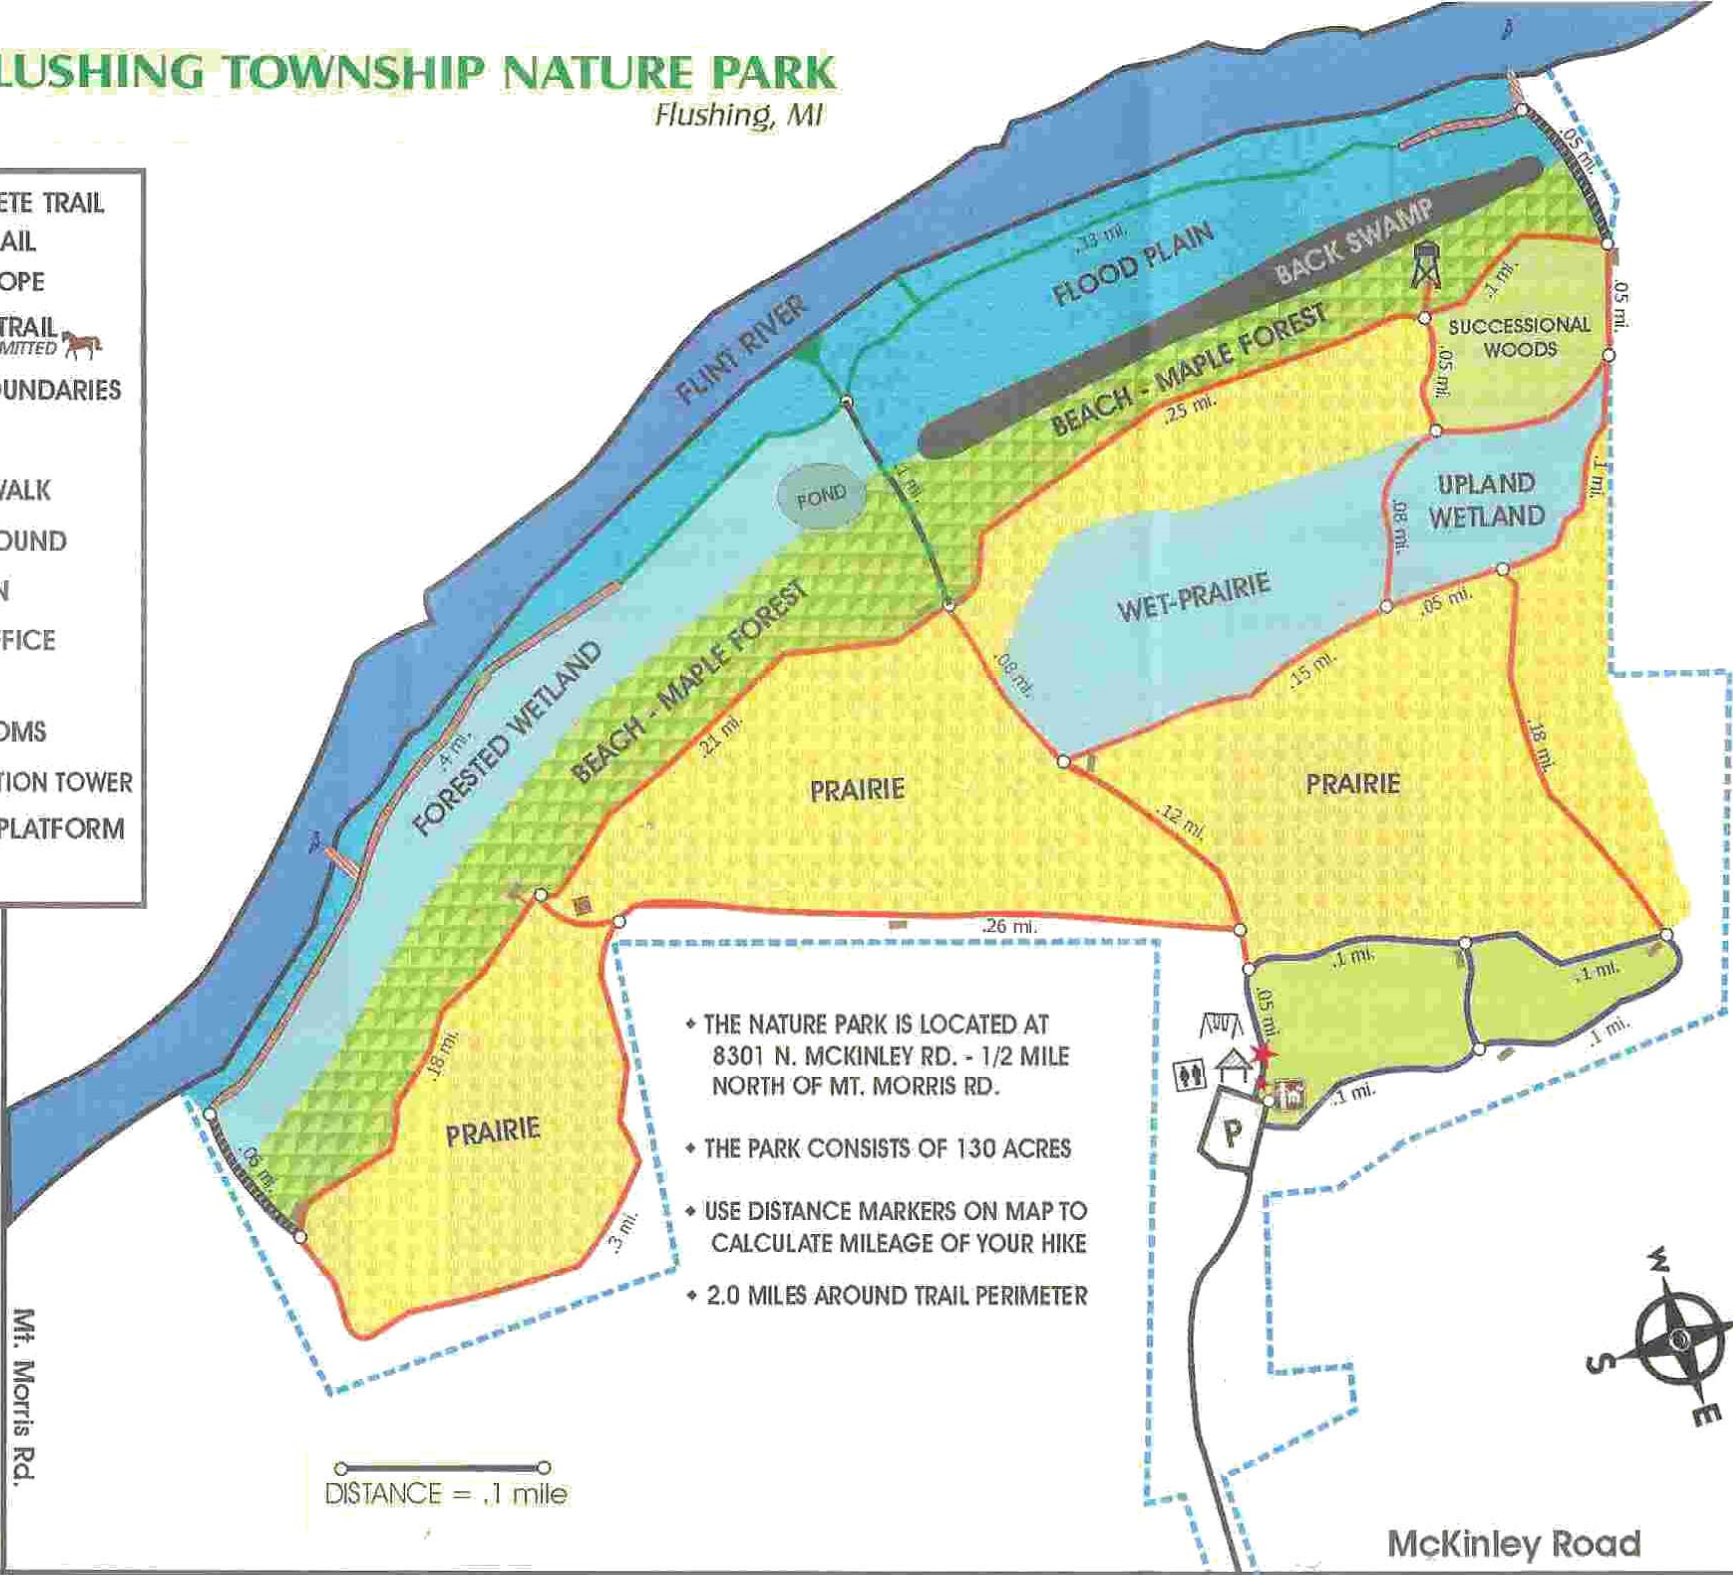 LUSHING TOWNSHIP NATURE PARK
Flushing, MI
ETE TRAIL
AIL
OPE
TRAIL
MITTED
OUNDARIES
WALK
OUND
N
FFICE
OMS
TION TOWER
PLATFORM
FLINT RIVER
.33 mi.
FLOOD PLAIN
BACK SWAMP
.05 mi.
.1 mi.
.05 mi.
SUCCESSIONAL
WOODS
.05 mi.
BEACH - MAPLE FOREST
.25 mi.
POND
.1 mi.
UPLAND
WETLAND
.1 mi.
.08 mi.
WET-PRAIRIE
.05 mi.
.15 mi.
.08 mi.
FORESTED WETLAND
.4 mi.
BEACH - MAPLE FOREST
.21 mi.
PRAIRIE
PRAIRIE
.18 mi.
.12 mi.
.26 mi.
.1 mi.
.1 mi.
.05 mi.
.1 mi.
.1 mi.
P
.18 mi.
PRAIRIE
.06 mi.
.3 mi.
• THE NATURE PARK IS LOCATED AT
8301 N. MCKINLEY RD. - 1/2 MILE
NORTH OF MT. MORRIS RD.
• THE PARK CONSISTS OF 130 ACRES
• USE DISTANCE MARKERS ON MAP TO
CALCULATE MILEAGE OF YOUR HIKE
• 2.0 MILES AROUND TRAIL PERIMETER
W
S
E
Mt. Morris Rd.
DISTANCE = .1 mile
McKinley Road